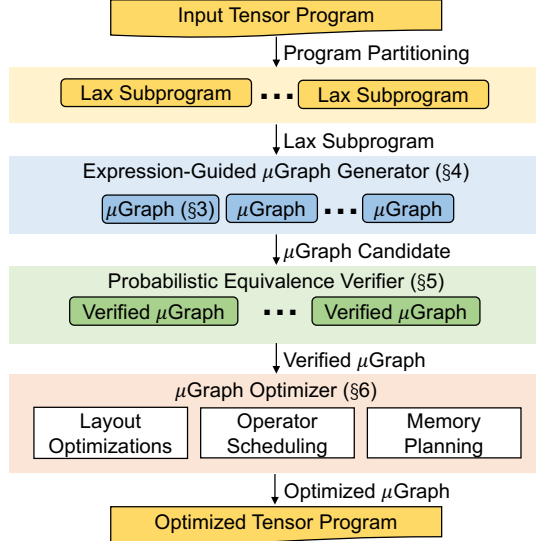 Input Tensor Program
Program Partitioning
Lax Subprogram ... Lax Subprogram
Lax Subprogram
Expression-Guided μGraph Generator (§4)
μGraph (§3) μGraph ... μGraph
μGraph Candidate
Probabilistic Equivalence Verifier (§5)
Verified μGraph ... Verified μGraph
Verified μGraph
μGraph Optimizer (§6)
Layout Optimizations
Operator Scheduling
Memory Planning
Optimized μGraph
Optimized Tensor Program